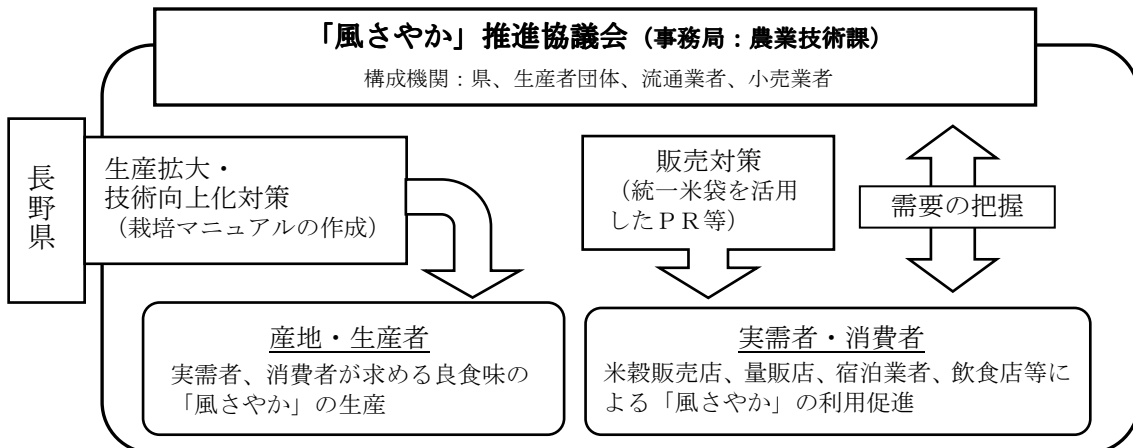 「風さやか」推進協議会（事務局：農業技術課）
構成機関：県、生産者団体、流通業者、小売業者
長野県
生産拡大・
技術向上化対策
（栽培マニュアルの作成）
販売対策
（統一米袋を活用
したＰＲ等）
需要の把握
産地・生産者
実需者、消費者が求める良食味の
「風さやか」の生産
実需者・消費者
米穀販売店、量販店、宿泊業者、飲食店等に
よる「風さやか」の利用促進